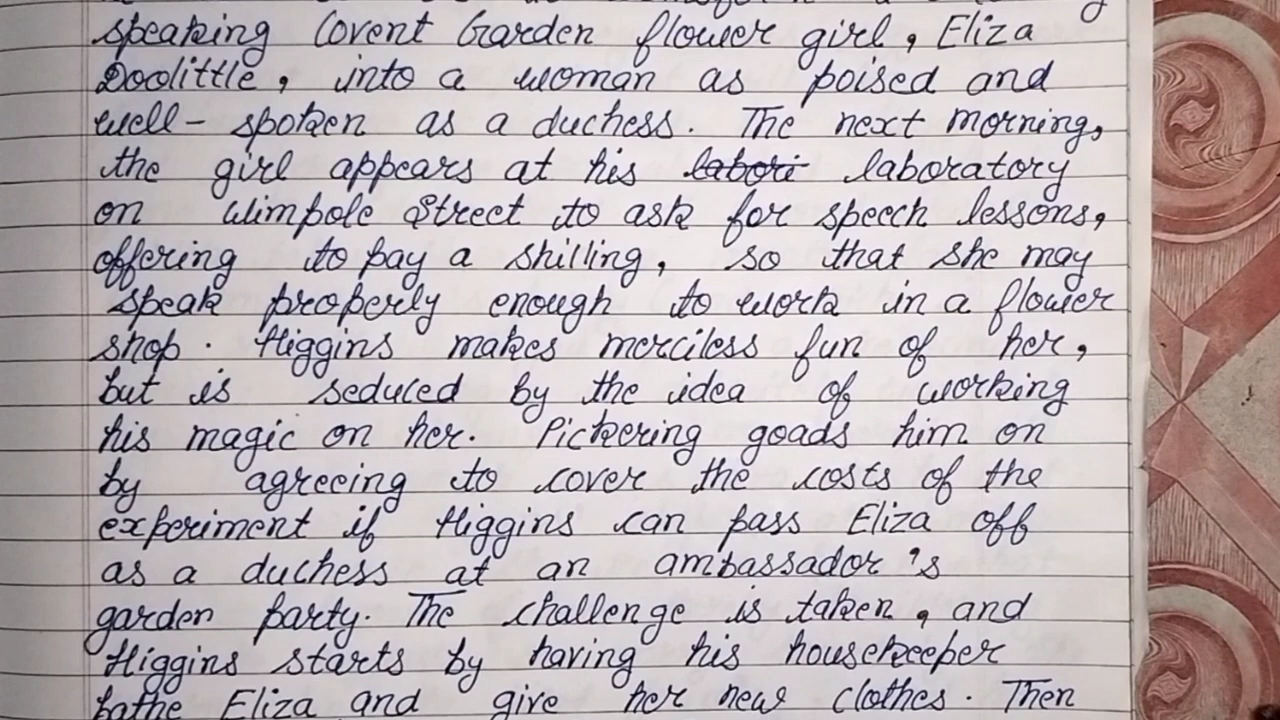 speaking Covent Garden flower girl, Eliza
Doolittle, into a woman as poised and
well-spoken as a duchess. The next morning,
the girl appears at his labori laboratory
on Wimpole Street to ask for speech lessons,
offering to pay a shilling, so that she may
speak properly enough to work in a flower
shop. Higgins makes merciless fun of her,
but is seduced by the idea of working
his magic on her. Pickering goads him on
by agreeing to cover the costs of the
experiment if Higgins can pass Eliza off
as a duchess at an ambassador's
garden party. The challenge is taken, and
Higgins starts by having his housekeeper
bathe Eliza and give her new clothes. Then